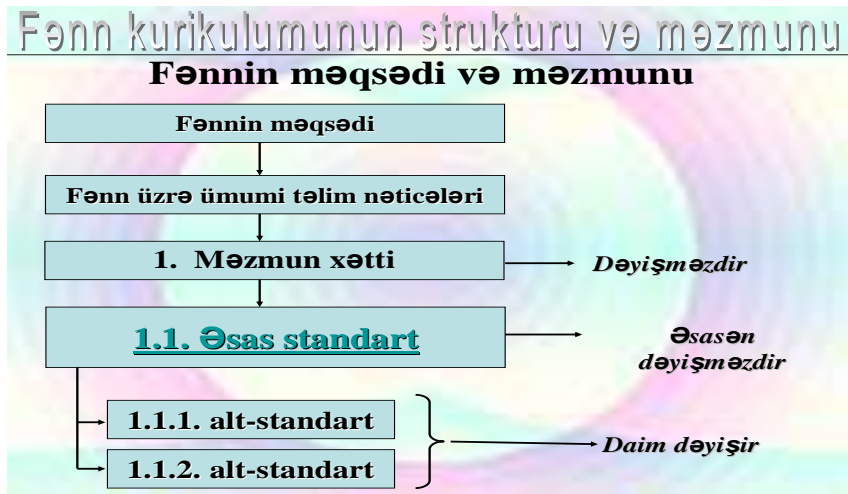 Fənn kurikulumunun strukturu və məzmunu
Fənnin məqsədi və məzmunu
Fənnin məqsədi
Fənn üzrə ümumi təlim nəticələri
1. Məzmun xətti
Dəyişməzdir
1.1. Əsas standart
Əsasən
dəyişməzdir
1.1.1. alt-standart
1.1.2. alt-standart
Daim dəyişir